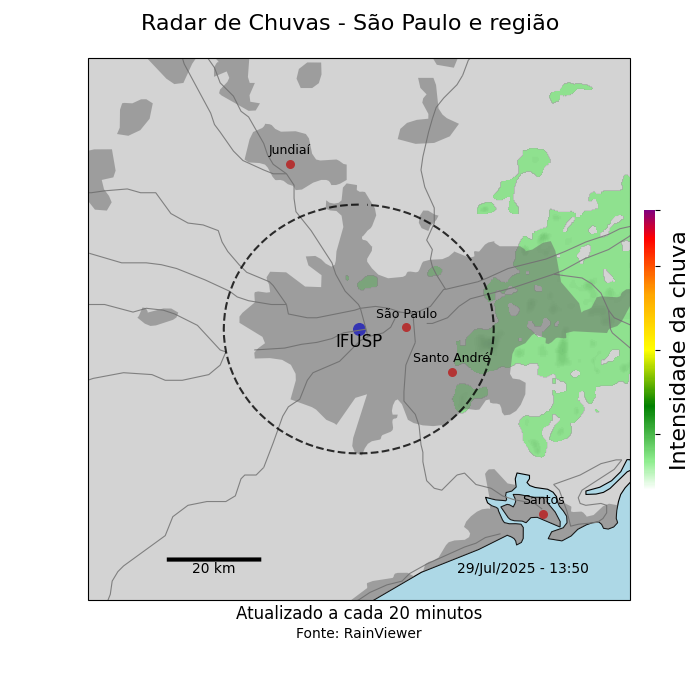 Radar de Chuvas - São Paulo e região
Jundiaí
São Paulo
IFUSP
Santo André
Santos
20 km
29/Jul/2025 - 13:50
Intensidade da chuva
Atualizado a cada 20 minutos
Fonte: RainViewer